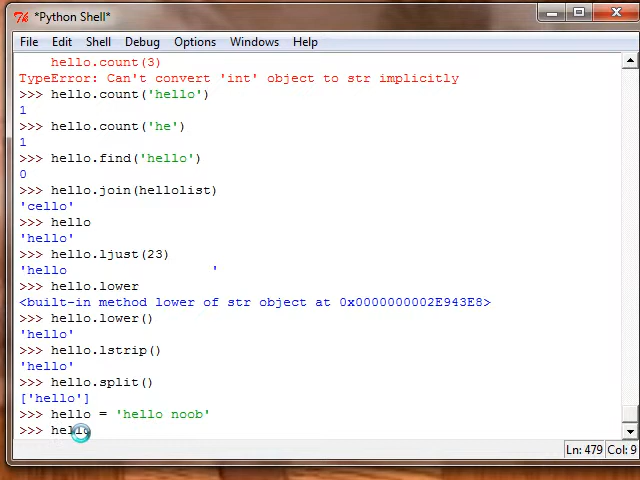 *Python Shell*
File Edit Shell Debug Options Windows Help
hello.count(3)
TypeError: Can't convert 'int' object to str implicitly
>>> hello.count('hello')
1
>>> hello.count('he')
1
>>> hello.find('hello')
0
>>> hello.join(hellolist)
'cello'
>>> hello
'hello'
>>> hello.ljust(23)
'hello                  '
>>> hello.lower
<built-in method lower of str object at 0x0000000002E943E8>
>>> hello.lower()
'hello'
>>> hello.lstrip()
'hello'
>>> hello.split()
['hello']
>>> hello = 'hello noob'
>>> hello
Ln: 479 Col: 9